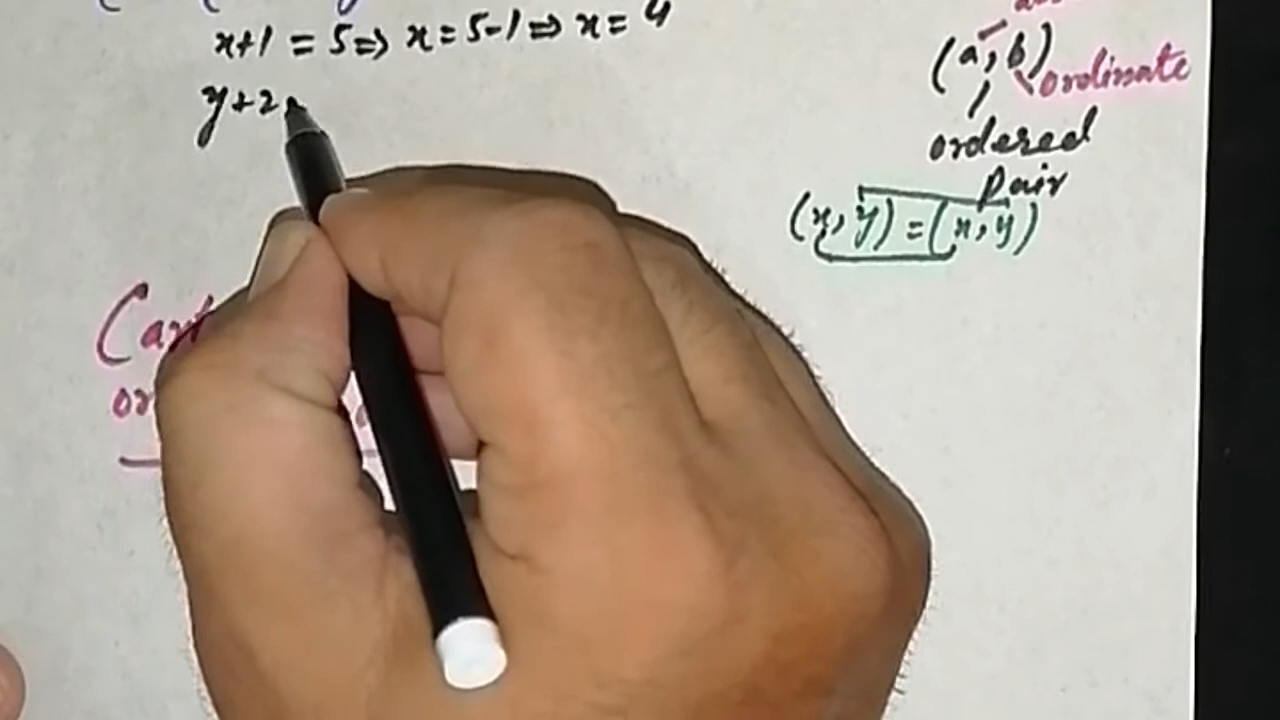 x+1 = 5 ⇒ x = 5-1 ⇒ x = 4
y+2
(a, b)
ordinate
ordered
pair
(x, y) = (x, y)